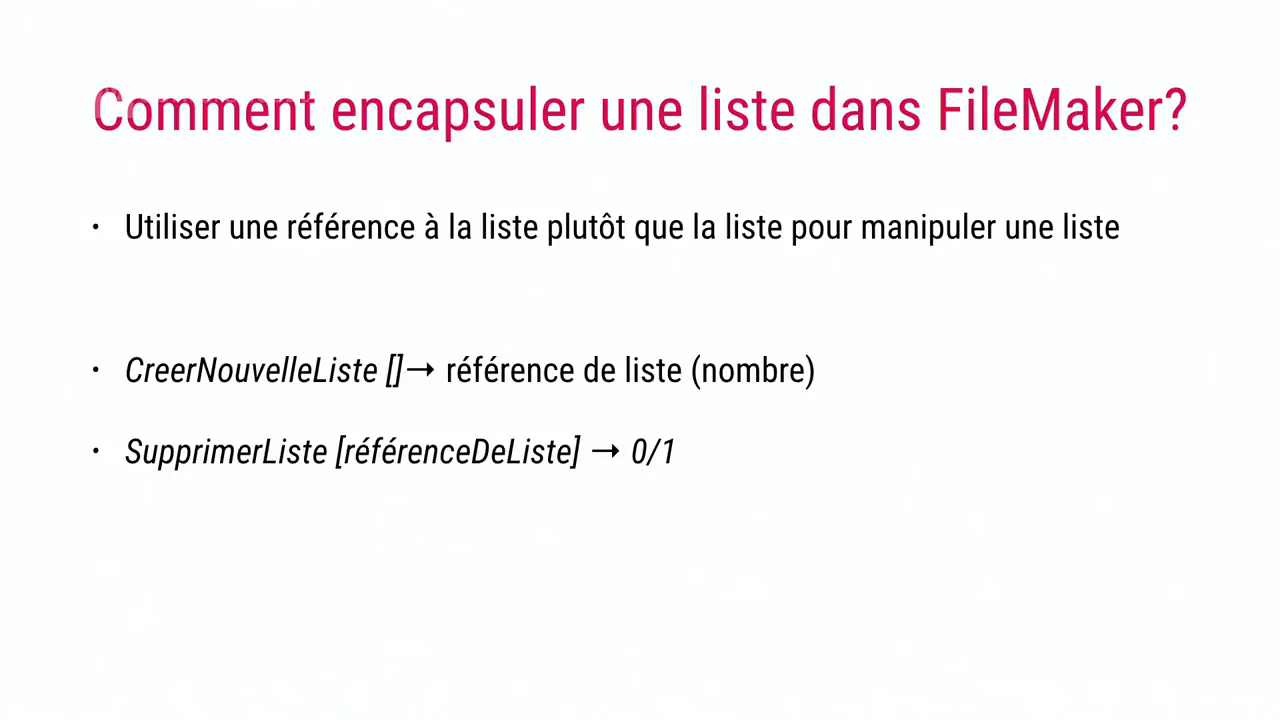 Comment encapsuler une liste dans FileMaker?
• Utiliser une référence à la liste plutôt que la liste pour manipuler une liste
• CreerNouvelleListe []→ référence de liste (nombre)
• SupprimerListe [référenceDeListe] → 0/1